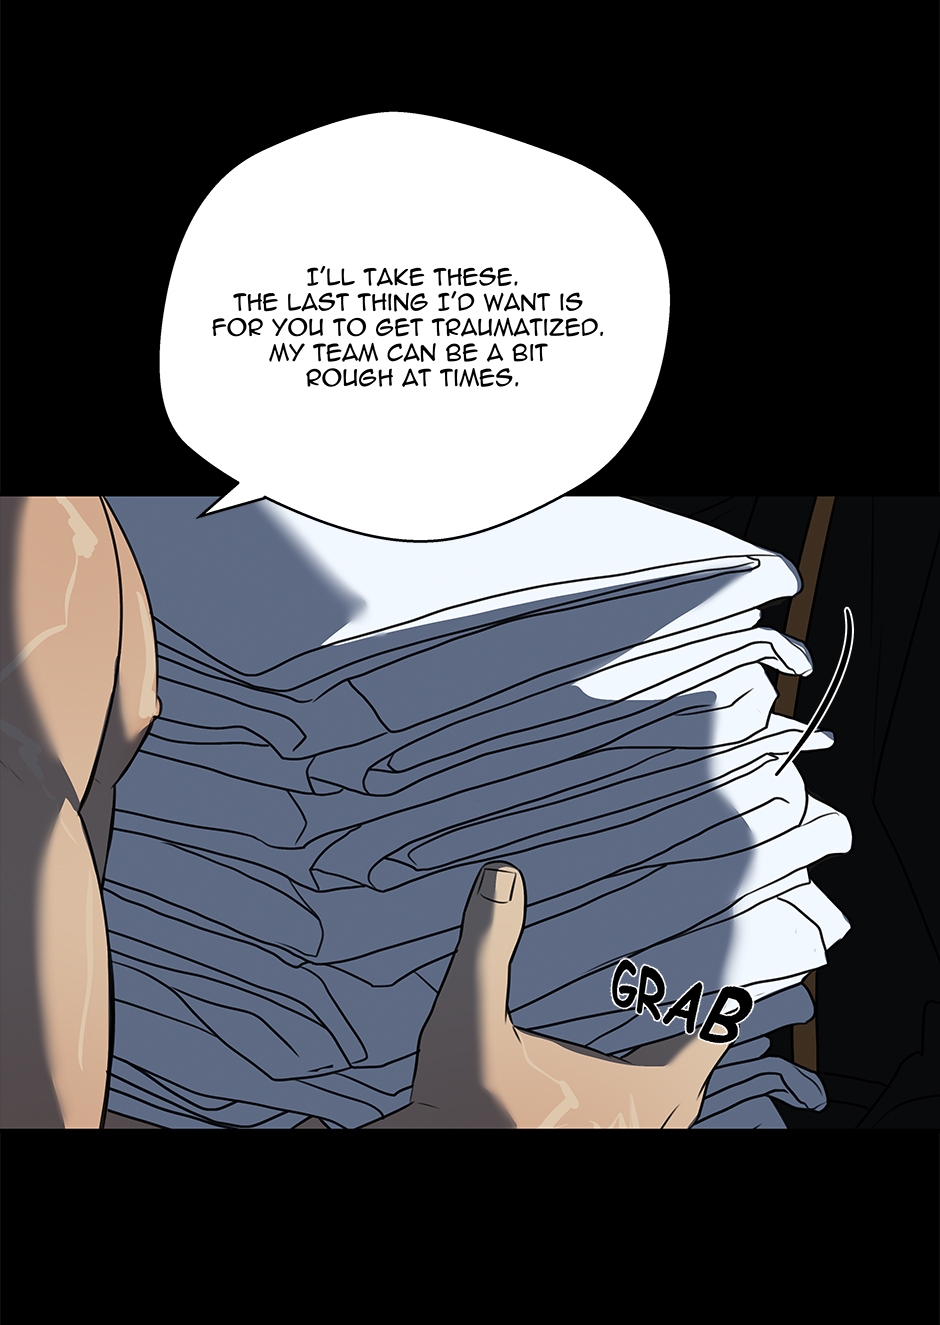 I'LL TAKE THESE.
THE LAST THING I'D WANT IS
FOR YOU TO GET TRAUMATIZED.
MY TEAM CAN BE A BIT
ROUGH AT TIMES.
GRAB